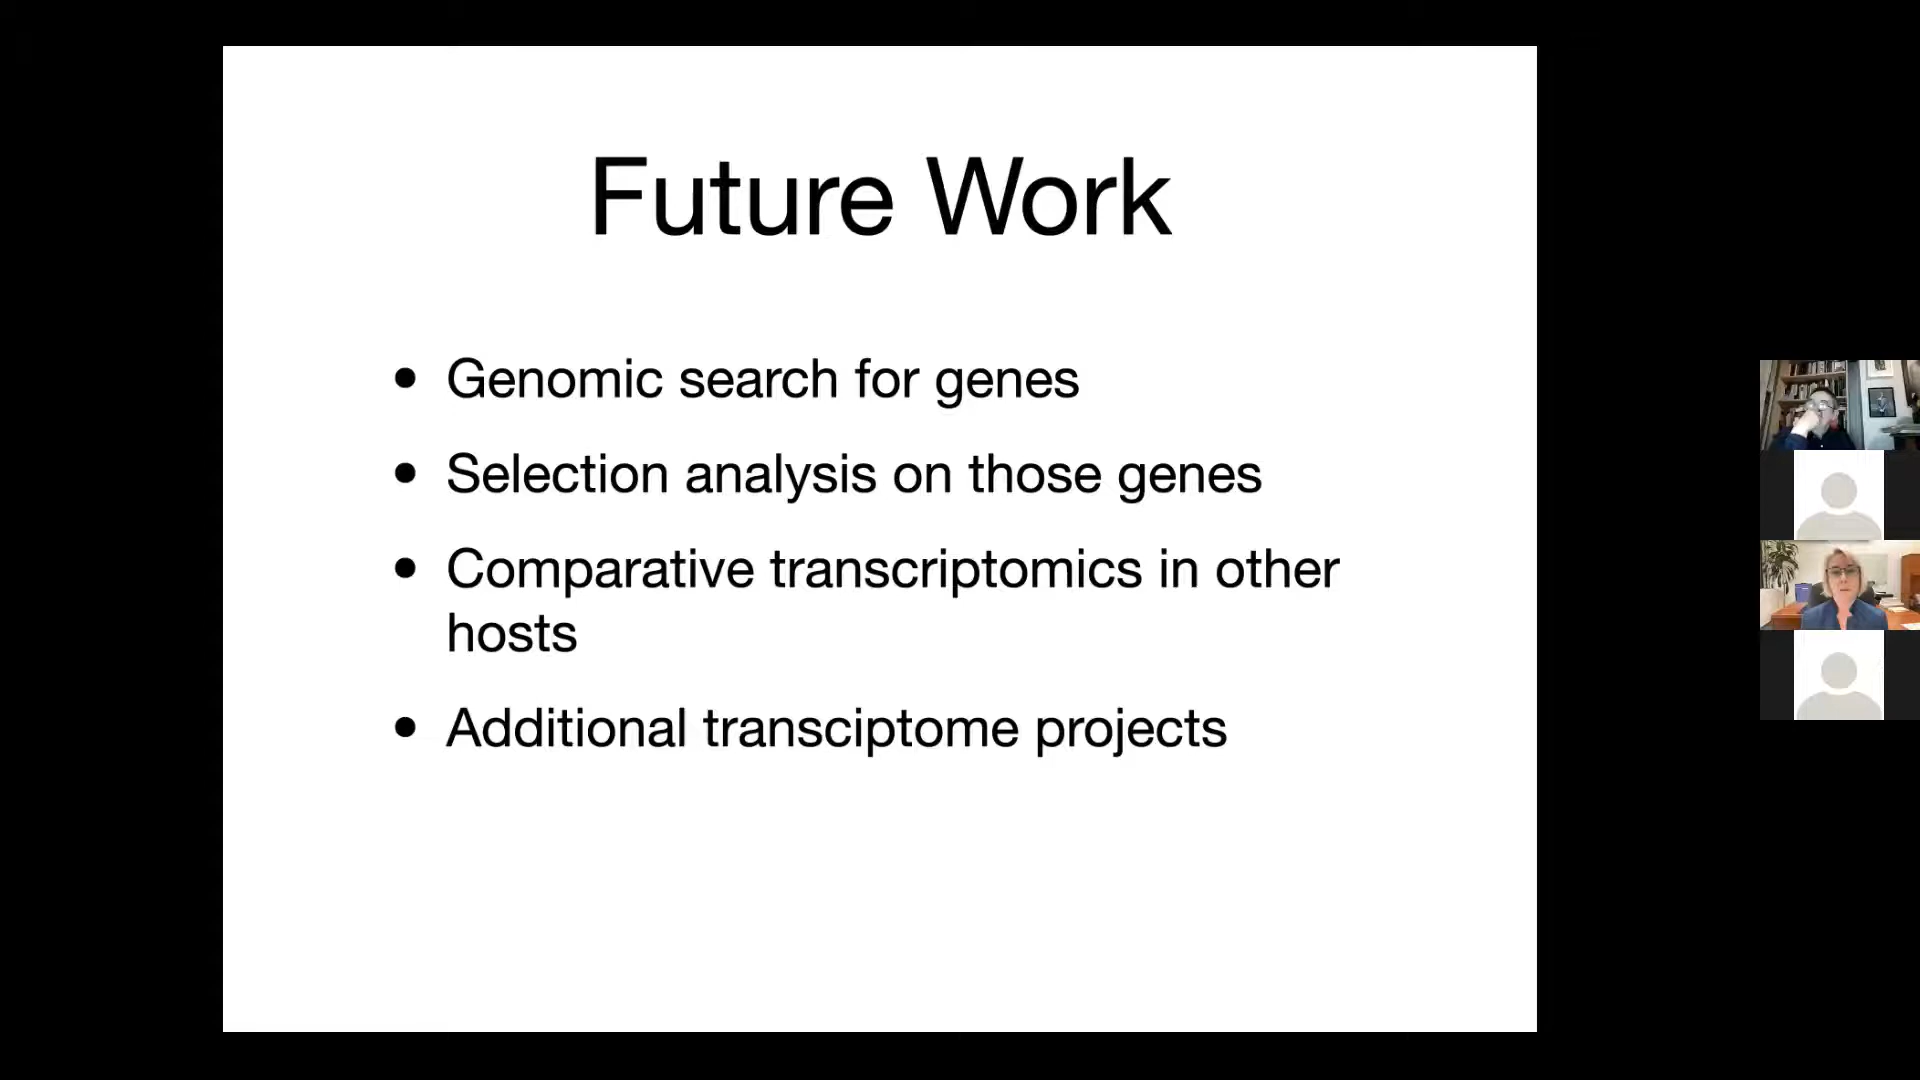 Future Work
• Genomic search for genes
• Selection analysis on those genes
• Comparative transcriptomics in other
hosts
• Additional transciptome projects